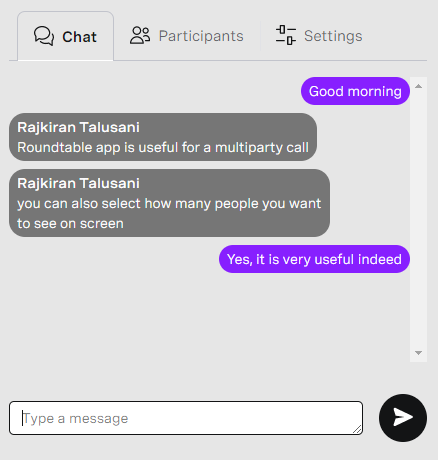 Chat
Participants
Settings
Good morning
Rajkiran Talusani
Roundtable app is useful for a multiparty call
Rajkiran Talusani
you can also select how many people you want
to see on screen
Yes, it is very useful indeed
Type a message